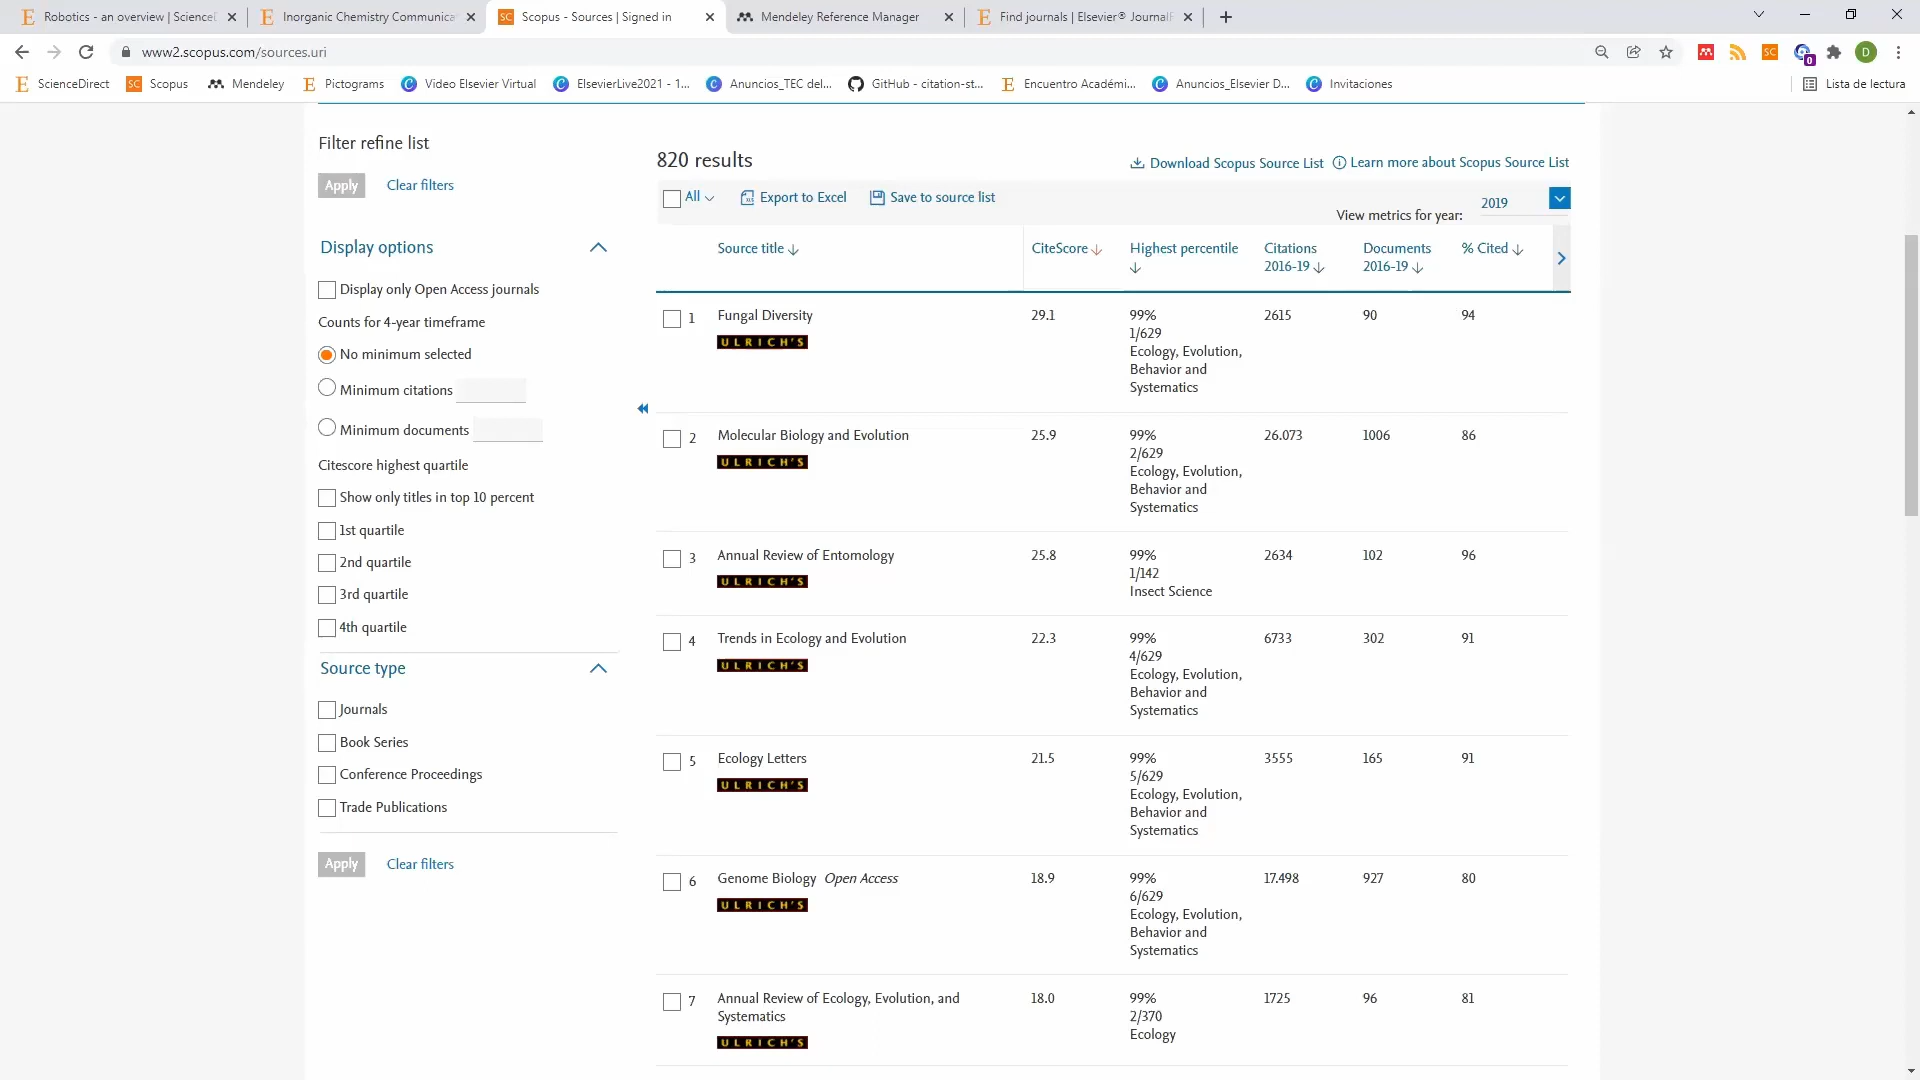 Robotics - an overview | Science
Inorganic Chemistry Communica
Scopus - Sources | Signed in
Mendeley Reference Manager
Find journals | Elsevier® JournalF
www2.scopus.com/sources.uri
0
D
ScienceDirect
Scopus
Mendeley
Pictograms
Video Elsevier Virtual
ElsevierLive2021 - 1...
Anuncios_TEC del...
GitHub - citation-st...
Encuentro Académi...
Anuncios_Elsevier D...
Invitaciones
Lista de lectura
Filter refine list
Apply
Clear filters
Display options
Display only Open Access journals
Counts for 4-year timeframe
No minimum selected
Minimum citations
Minimum documents
Citescore highest quartile
Show only titles in top 10 percent
1st quartile
2nd quartile
3rd quartile
4th quartile
Source type
Journals
Book Series
Conference Proceedings
Trade Publications
Apply
Clear filters
820 results
Download Scopus Source List
Learn more about Scopus Source List
All
Export to Excel
Save to source list
View metrics for year:
2019
Source title
CiteScore
Highest percentile
Citations
2016-19
Documents
2016-19
% Cited
1
Fungal Diversity
ULRICH'S
29.1
99%
1/629
Ecology, Evolution,
Behavior and
Systematics
2615
90
94
2
Molecular Biology and Evolution
ULRICH'S
25.9
99%
2/629
Ecology, Evolution,
Behavior and
Systematics
26.073
1006
86
3
Annual Review of Entomology
ULRICH'S
25.8
99%
1/142
Insect Science
2634
102
96
4
Trends in Ecology and Evolution
ULRICH'S
22.3
99%
4/629
Ecology, Evolution,
Behavior and
Systematics
6733
302
91
5
Ecology Letters
ULRICH'S
21.5
99%
5/629
Ecology, Evolution,
Behavior and
Systematics
3555
165
91
6
Genome Biology Open Access
ULRICH'S
18.9
99%
6/629
Ecology, Evolution,
Behavior and
Systematics
17.498
927
80
7
Annual Review of Ecology, Evolution, and
Systematics
ULRICH'S
18.0
99%
2/370
Ecology
1725
96
81